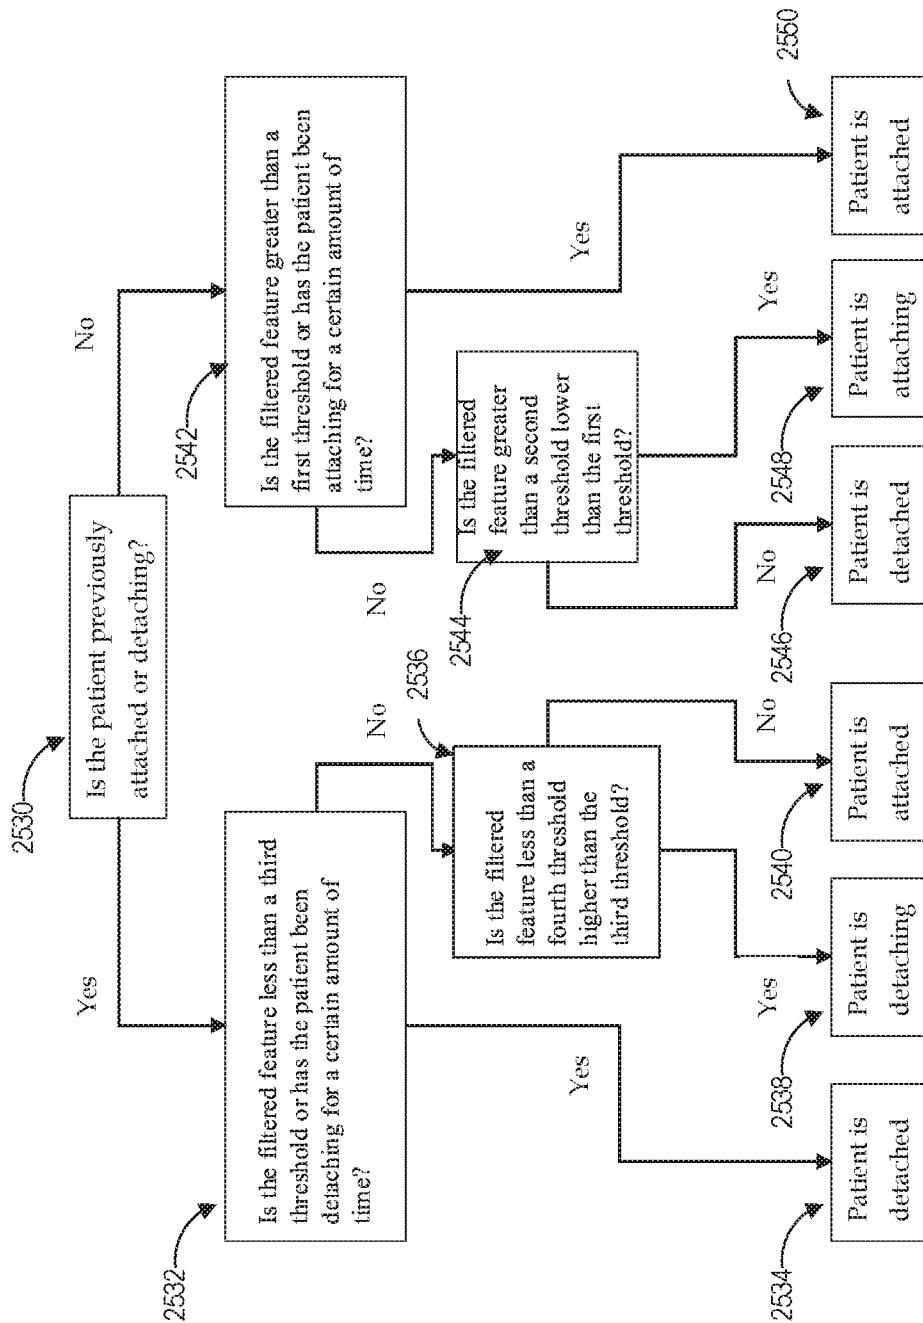 2530
Is the patient previously
attached or detaching?
Yes
No
2532
Is the filtered feature less than a third
threshold or has the patient been
detaching for a certain amount of
time?
2542
Is the filtered feature greater than a
first threshold or has the patient been
attaching for a certain amount of
time?
No
2536
Is the filtered
feature less than a
fourth threshold
higher than the
third threshold?
No
2544
Is the filtered
feature greater
than a second
threshold lower
than the first
threshold?
Yes
Yes
Yes
No
No
Yes
2534
Patient is
detached
2538
Patient is
detaching
2540
Patient is
attached
2546
Patient is
detached
2548
Patient is
attaching
2550
Patient is
attached